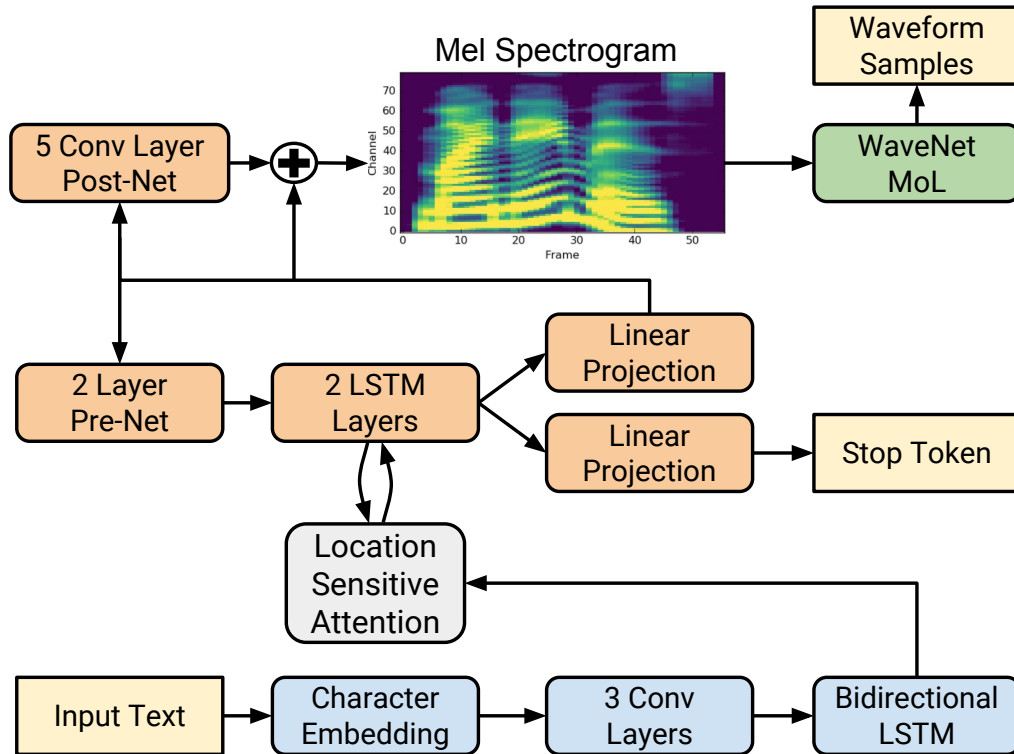 Waveform
Samples
Mel Spectrogram
70
60
50
40
30
20
10
0
Channel
0 10 20 30 40 50
Frame
5 Conv Layer
Post-Net
WaveNet
MoL
2 Layer
Pre-Net
2 LSTM
Layers
Linear
Projection
Linear
Projection
Stop Token
Location
Sensitive
Attention
Input Text
Character
Embedding
3 Conv
Layers
Bidirectional
LSTM